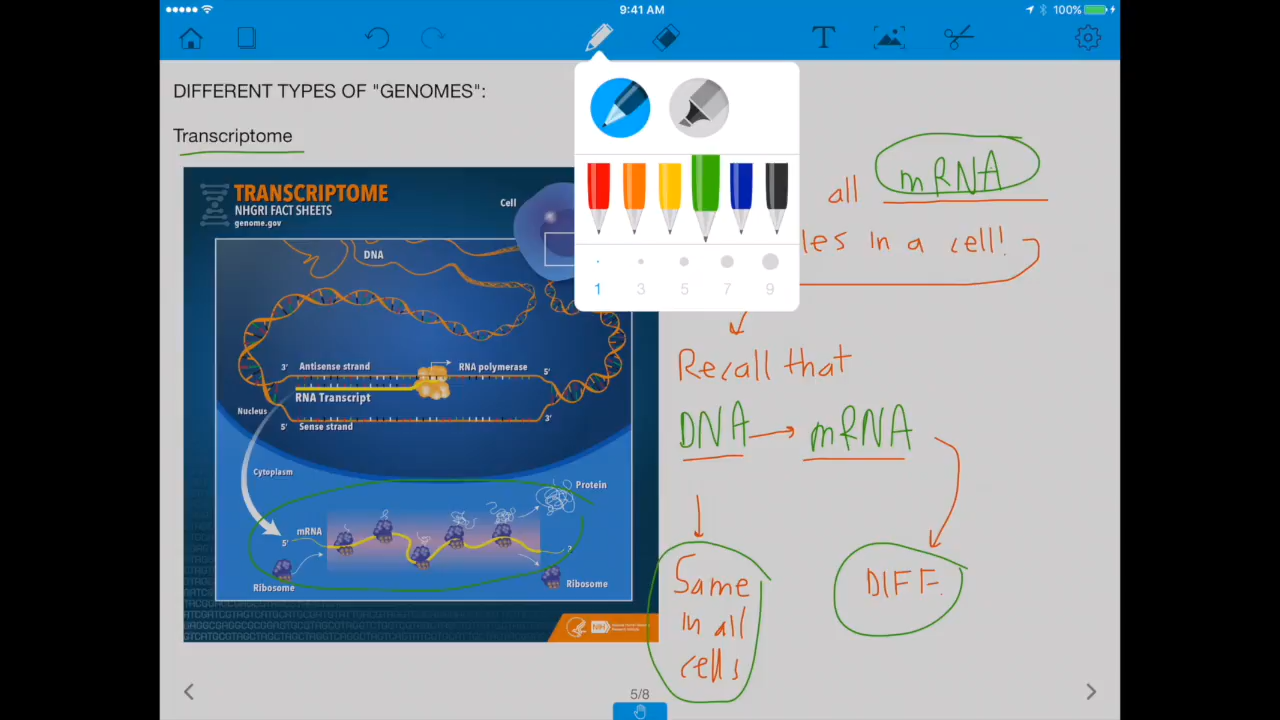 9:41 AM
100%
T
DIFFERENT TYPES OF "GENOMES":
Transcriptome
TRANSCRIPTOME
NHGRI FACT SHEETS
genome.gov
Cell
DNA
3' Antisense strand
RNA polymerase
5'
RNA Transcript
Nucleus
5' Sense strand
3'
Cytoplasm
Protein
mRNA
5'
3'
Ribosome
Ribosome
NIH
1 3 5 7 9
all mRNA
les in a cell!
Recall that
DNA → mRNA
Same
in all
cells
DIFF.
5/8